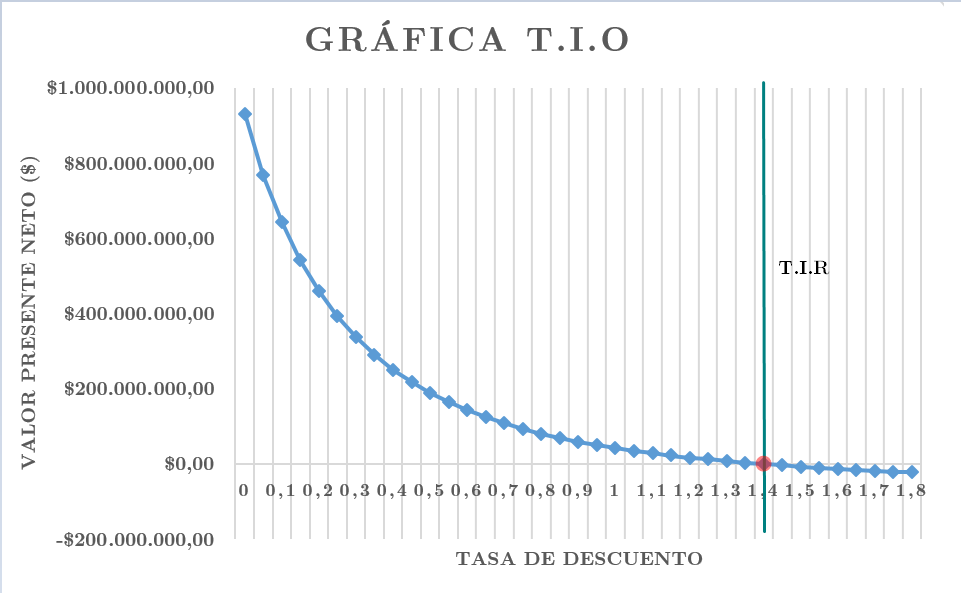 GRÁFICA T.I.O
$1.000.000.000,00
$800.000.000,00
$600.000.000,00
$400.000.000,00
$200.000.000,00
$0,00
-$200.000.000,00
VALOR PRESENTE NETO ($)
T.I.R
0 0,1 0,2 0,3 0,4 0,5 0,6 0,7 0,8 0,9 1 1,1 1,2 1,3 1,4 1,5 1,6 1,7 1,8
TASA DE DESCUENTO